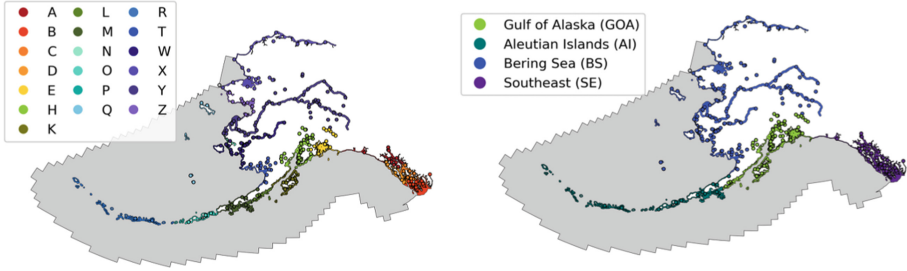 A L R
B M T
C N W
D O X
E P Y
H Q Z
K
Gulf of Alaska (GOA)
Aleutian Islands (AI)
Bering Sea (BS)
Southeast (SE)